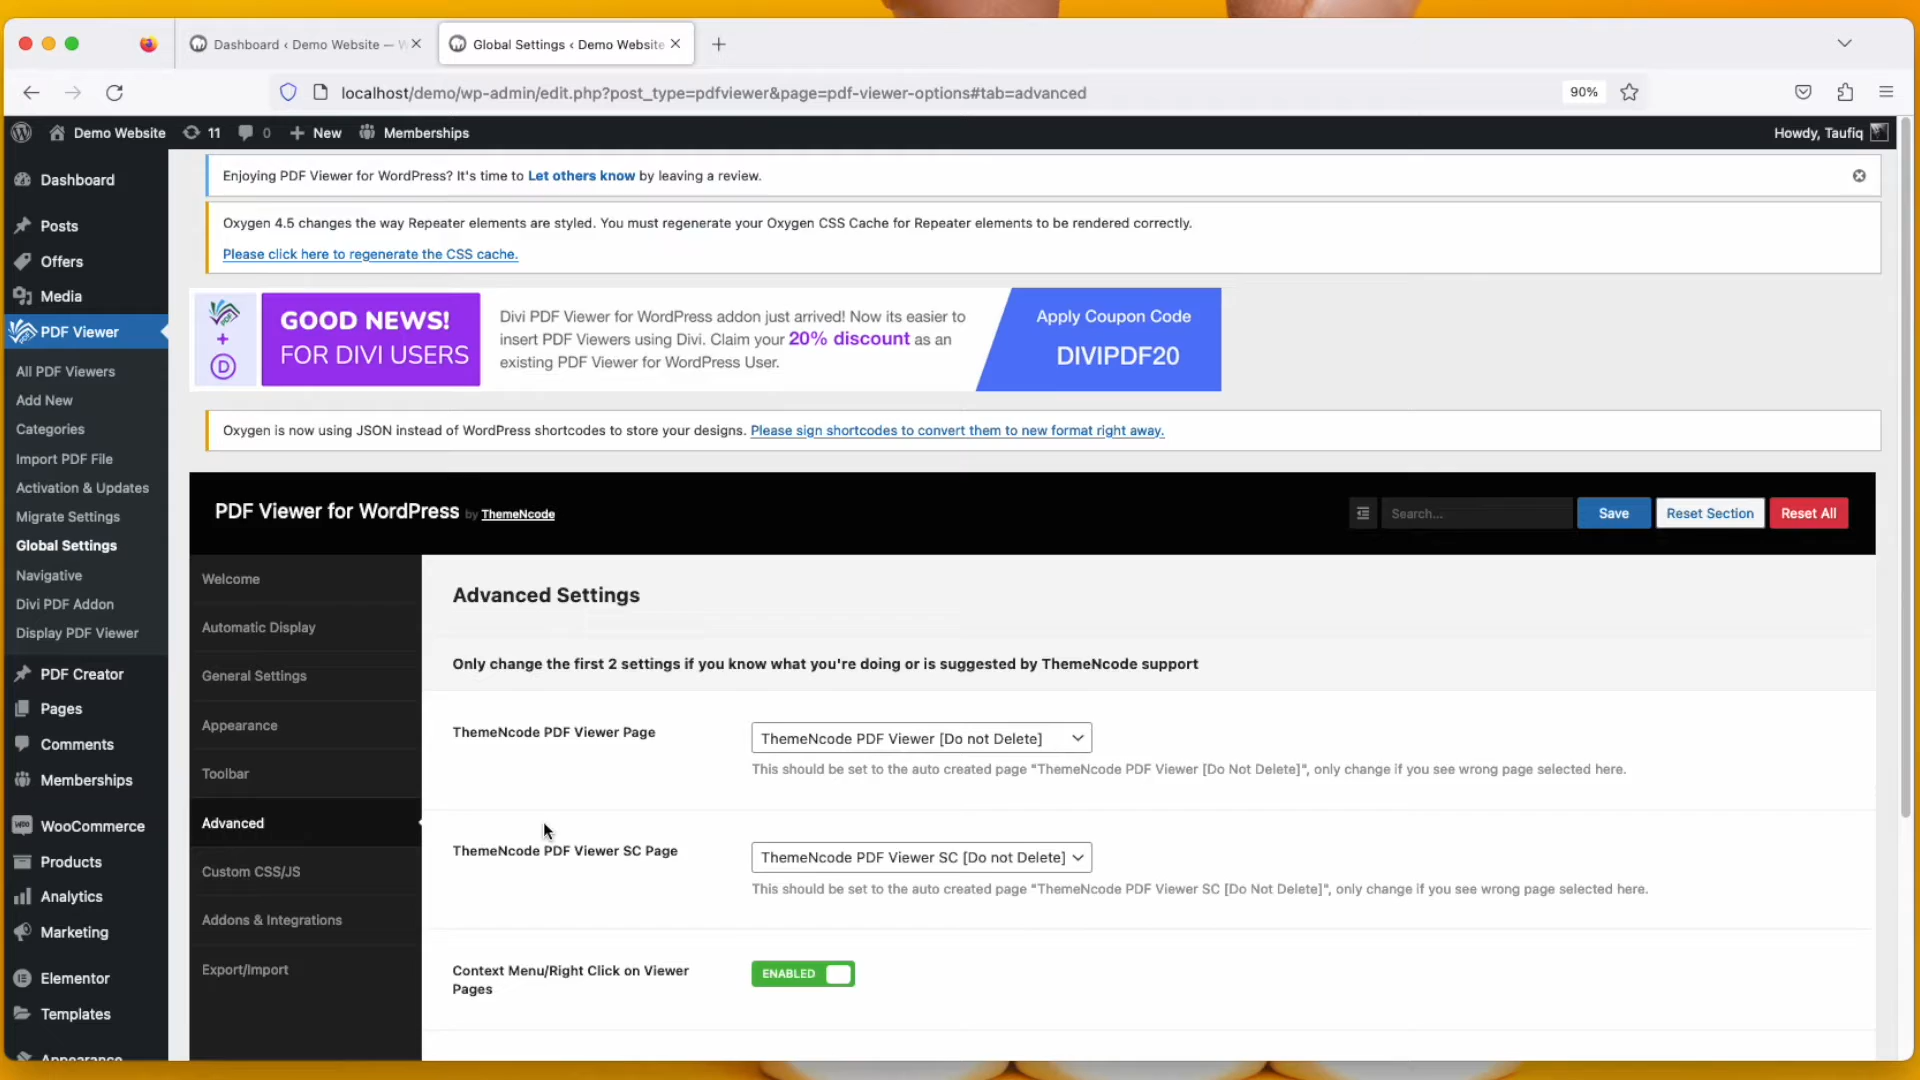 Dashboard ‹ Demo Website — W
Global Settings ‹ Demo Website
localhost/demo/wp-admin/edit.php?post_type=pdfviewer&page=pdf-viewer-options#tab=advanced
90%
Demo Website
11
0
New
Memberships
Howdy, Taufiq
Dashboard
Posts
Offers
Media
PDF Viewer
All PDF Viewers
Add New
Categories
Import PDF File
Activation & Updates
Migrate Settings
Global Settings
Navigative
Divi PDF Addon
Display PDF Viewer
PDF Creator
Pages
Comments
Memberships
WooCommerce
Products
Analytics
Marketing
Elementor
Templates
Appearance
Enjoying PDF Viewer for WordPress? It's time to Let others know by leaving a review.
Oxygen 4.5 changes the way Repeater elements are styled. You must regenerate your Oxygen CSS Cache for Repeater elements to be rendered correctly.
Please click here to regenerate the CSS cache.
GOOD NEWS!
FOR DIVI USERS
Divi PDF Viewer for WordPress addon just arrived! Now its easier to
insert PDF Viewers using Divi. Claim your 20% discount as an
existing PDF Viewer for WordPress User.
Apply Coupon Code
DIVIPDF20
Oxygen is now using JSON instead of WordPress shortcodes to store your designs. Please sign shortcodes to convert them to new format right away.
PDF Viewer for WordPress by ThemeNcode
Search...
Save
Reset Section
Reset All
Welcome
Automatic Display
General Settings
Appearance
Toolbar
Advanced
Custom CSS/JS
Addons & Integrations
Export/Import
Advanced Settings
Only change the first 2 settings if you know what you're doing or is suggested by ThemeNcode support
ThemeNcode PDF Viewer Page
ThemeNcode PDF Viewer [Do not Delete]
This should be set to the auto created page "ThemeNcode PDF Viewer [Do Not Delete]", only change if you see wrong page selected here.
ThemeNcode PDF Viewer SC Page
ThemeNcode PDF Viewer SC [Do not Delete]
This should be set to the auto created page "ThemeNcode PDF Viewer SC [Do Not Delete]", only change if you see wrong page selected here.
Context Menu/Right Click on Viewer
Pages
ENABLED